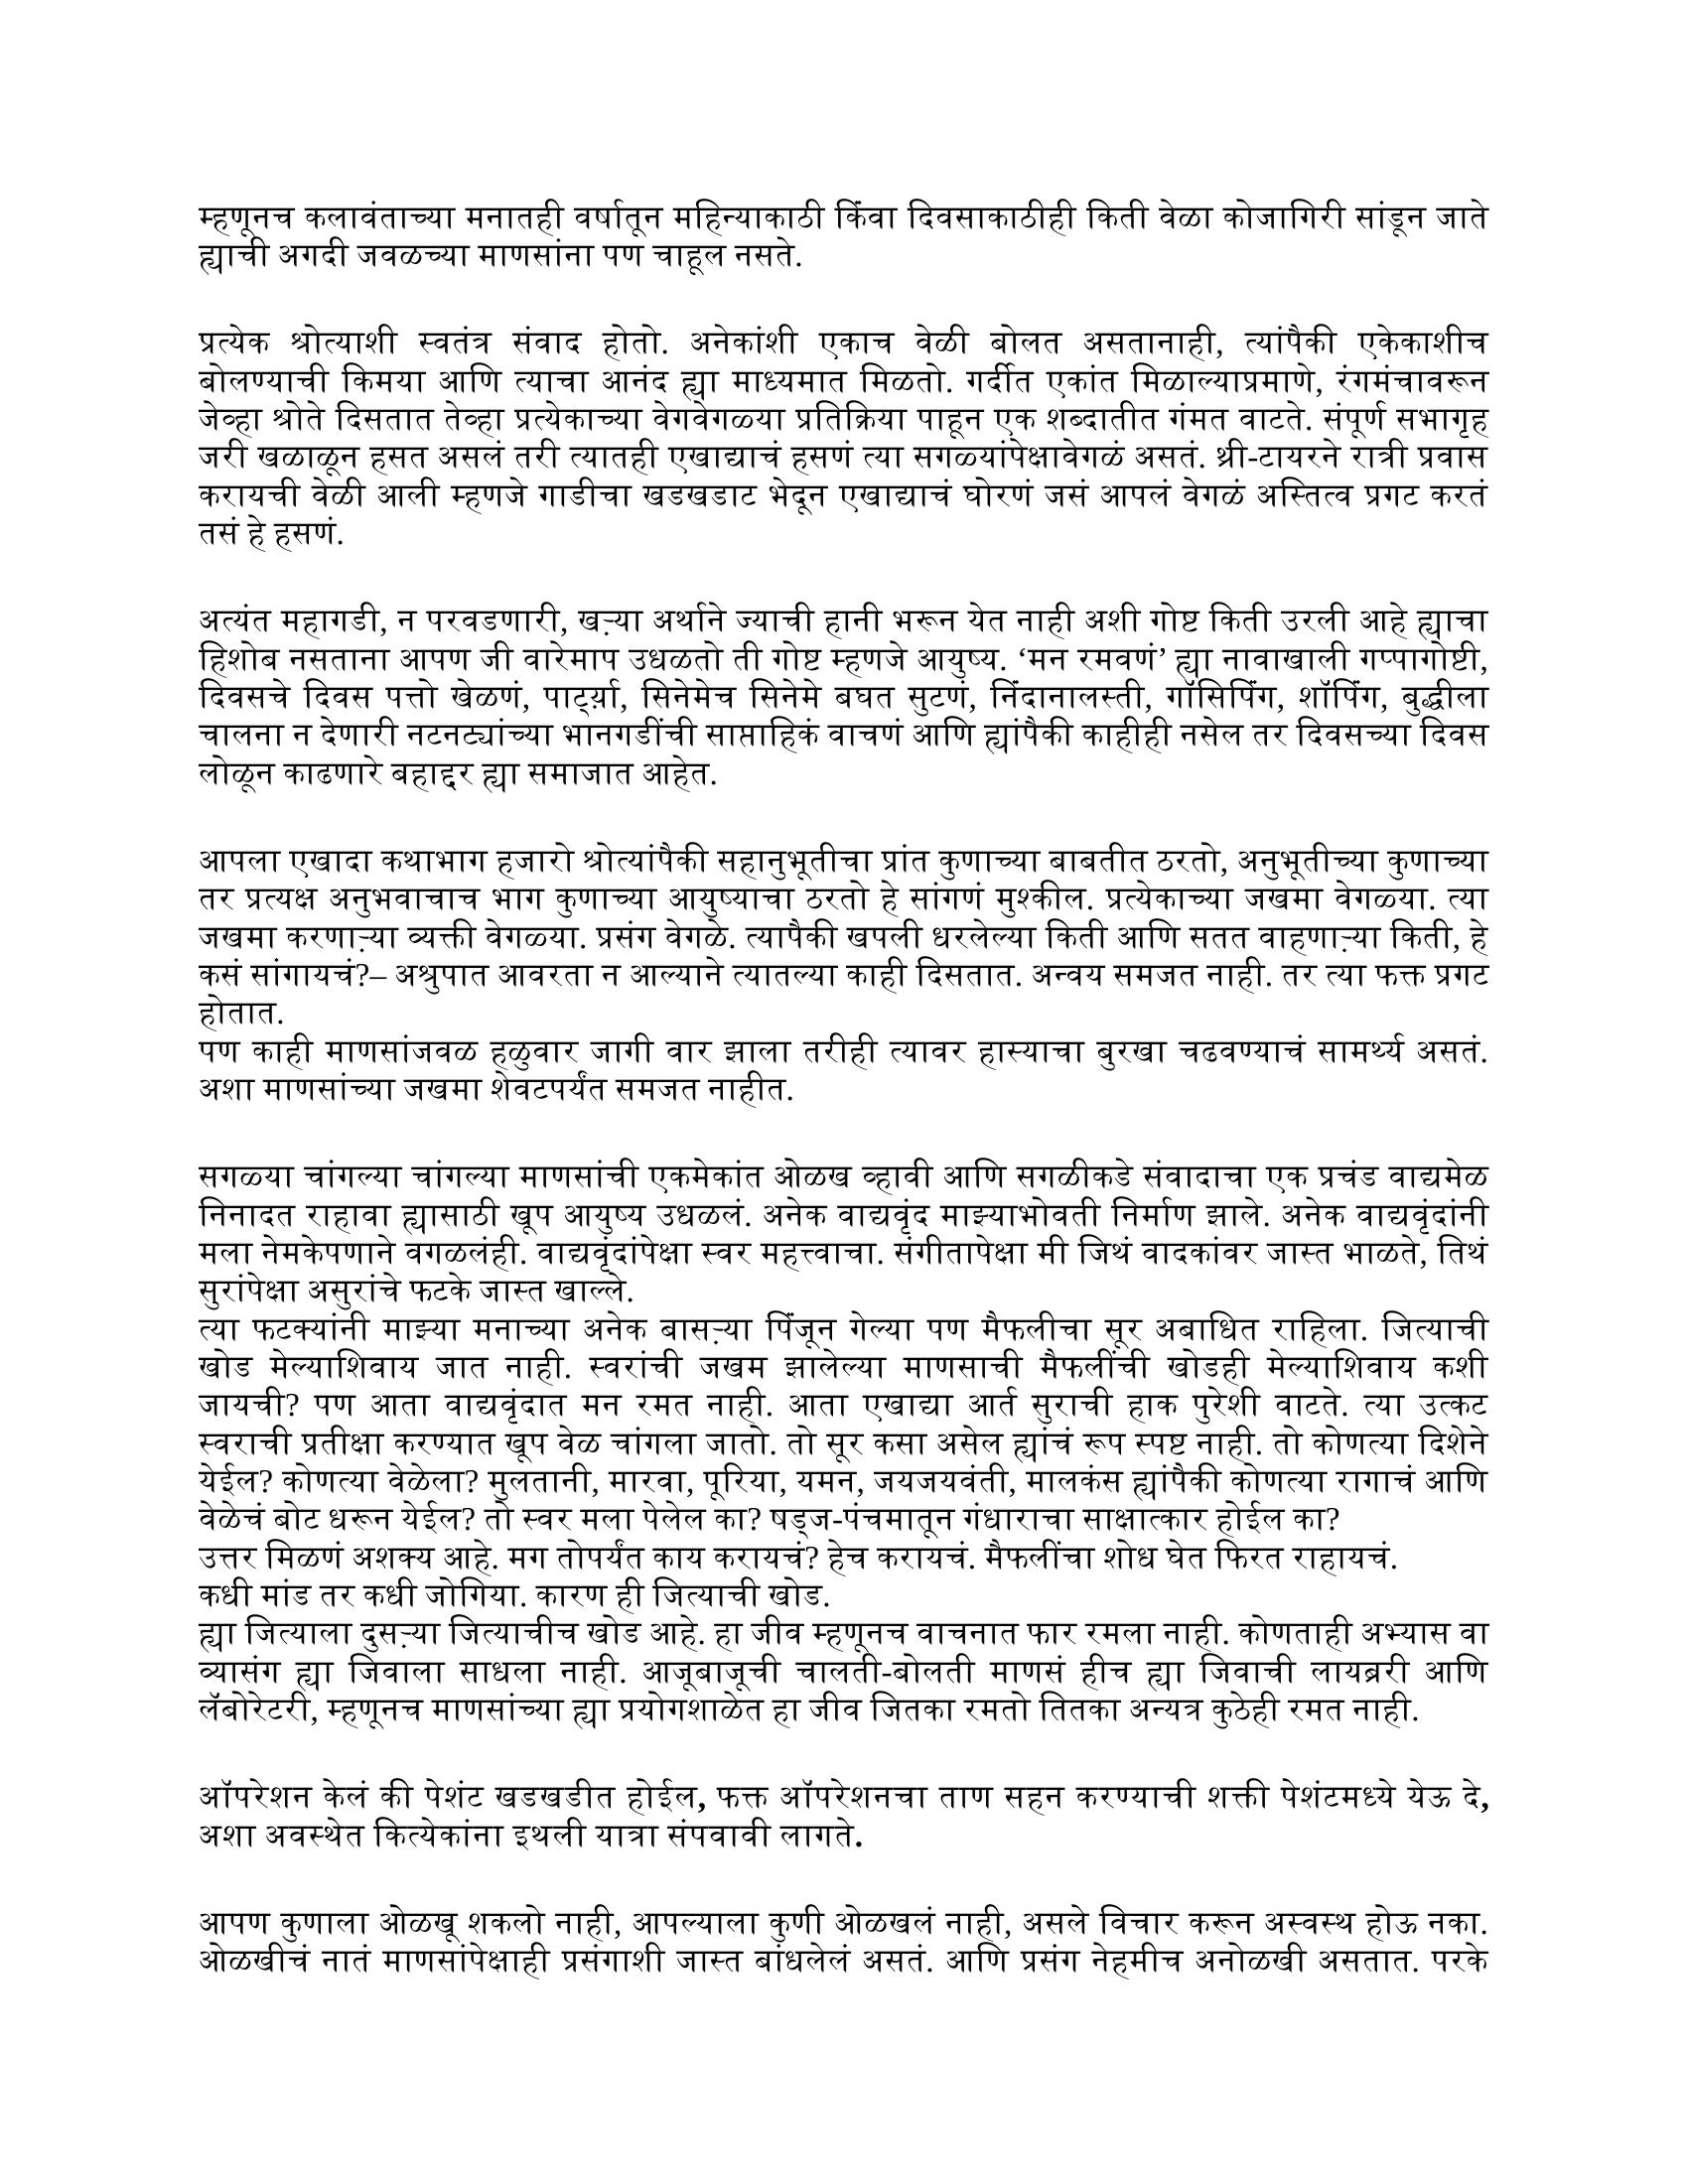 म्हणूनच कलावंताच्या मनातही वर्षातून महिन्याकाठी किंवा दिवसाकाठीही किती वेळा कोजागिरी सांडून जाते
ह्याची अगदी जवळच्या माणसांना पण चाहूल नसते.
प्रत्येक श्रोत्याशी स्वतंत्र संवाद होतो. अनेकांशी एकाच वेळी बोलत असतानाही, त्यांपैकी एकेकाशीच
बोलण्याची किमया आणि त्याचा आनंद ह्या माध्यमात मिळतो. गर्दीत एकांत मिळाल्याप्रमाणे, रंगमंचावरून
जेव्हा श्रोते दिसतात तेव्हा प्रत्येकाच्या वेगवेगळ्या प्रतिक्रिया पाहून एक शब्दातीत गंमत वाटते. संपूर्ण सभागृह
जरी खळाळून हसत असलं तरी त्यातही एखाद्याचं हसणं त्या सगळ्यांपेक्षावेगळं असतं. श्री-टायरने रात्री प्रवास
करायची वेळी आली म्हणजे गाडीचा खडखडाट भेदून एखाद्याचं घोरणं जसं आपलं वेगळं अस्तित्व प्रगट करतं
तसं हे हसणं.
अत्यंत महागडी, न परवडणारी, खऱ्या अर्थाने ज्याची हानी भरून येत नाही अशी गोष्ट किती उरली आहे ह्याचा
हिशोब नसताना आपण जी वारेमाप उधळतो ती गोष्ट म्हणजे आयुष्य. ‘मन रमवणं’ ह्या नावाखाली गप्पागोष्टी,
दिवसचे दिवस पत्तो खेळणं, पार्ट्य़ा, सिनेमेच सिनेमे बघत सुटणं, निंदानालस्ती, गॉसिपिंग, शॉपिंग, बुद्धीला
चालना न देणारी नटनट्यांच्या भानगडींची साप्ताहिकं वाचणं आणि ह्यांपैकी काहीही नसेल तर दिवसच्या दिवस
लोळून काढणारे बहाद्दर ह्या समाजात आहेत.
आपला एखादा कथाभाग हजारो श्रोत्यांपैकी सहानुभूतीचा प्रांत कुणाच्या बाबतीत ठरतो, अनुभूतीच्या कुणाच्या
तर प्रत्यक्ष अनुभवाचाच भाग कुणाच्या आयुष्याचा ठरतो हे सांगणं मुश्कील. प्रत्येकाच्या जखमा वेगळ्या. त्या
जखमा करणाऱ्या व्यक्ती वेगळ्या. प्रसंग वेगळे. त्यापैकी खपली धरलेल्या किती आणि सतत वाहणाऱ्या किती, हे
कसं सांगायचं?– अश्रुपात आवरता न आल्याने त्यातल्या काही दिसतात. अन्वय समजत नाही. तर त्या फक्त प्रगट
होतात.
पण काही माणसांजवळ हळुवार जागी वार झाला तरीही त्यावर हास्याचा बुरखा चढवण्याचं सामर्थ्य असतं.
अशा माणसांच्या जखमा शेवटपर्यंत समजत नाहीत.
सगळ्या चांगल्या चांगल्या माणसांची एकमेकांत ओळख व्हावी आणि सगळीकडे संवादाचा एक प्रचंड वाद्यमेळ
निनादत राहावा ह्यासाठी खूप आयुष्य उधळलं. अनेक वाद्यवृंद माझ्याभोवती निर्माण झाले. अनेक वाद्यवृंदांनी
मला नेमकेपणाने वगळलंही. वाद्यवृंदांपेक्षा स्वर महत्त्वाचा. संगीतापेक्षा मी जिथं वादकांवर जास्त भाळते, तिथं
सुरांपेक्षा असुरांचे फटके जास्त खाल्ले.
त्या फटक्यांनी माझ्या मनाच्या अनेक बासऱ्या पिंजून गेल्या पण मैफलीचा सूर अबाधित राहिला. जित्याची
खोड मेल्याशिवाय जात नाही. स्वरांची जखम झालेल्या माणसाची मैफलींची खोडही मेल्याशिवाय कशी
जायची? पण आता वाद्यवृंदात मन रमत नाही. आता एखाद्या आर्त सुराची हाक पुरेशी वाटते. त्या उत्कट
स्वराची प्रतीक्षा करण्यात खूप वेळ चांगला जातो. तो सूर कसा असेल ह्यांचं रूप स्पष्ट नाही. तो कोणत्या दिशेने
येईल? कोणत्या वेळेला? मुलतानी, मारवा, पूरिया, यमन, जयजयवंती, मालकंस ह्यांपैकी कोणत्या रागाचं आणि
वेळेचं बोट धरून येईल? तो स्वर मला पेलेल का? षड्ज-पंचमातून गंधाराचा साक्षात्कार होईल का?
उत्तर मिळणं अशक्य आहे. मग तोपर्यंत काय करायचं? हेच करायचं. मैफलींचा शोध घेत फिरत राहायचं.
कधी मांड तर कधी जोगिया. कारण ही जित्याची खोड.
ह्या जित्याला दुसऱ्या जित्याचीच खोड आहे. हा जीव म्हणूनच वाचनात फार रमला नाही. कोणताही अभ्यास वा
व्यासंग ह्या जिवाला साधला नाही. आजूबाजूची चालती-बोलती माणसं हीच ह्या जिवाची लायब्ररी आणि
लॅबोरेटरी, म्हणूनच माणसांच्या ह्या प्रयोगशाळेत हा जीव जितका रमतो तितका अन्यत्र कुठेही रमत नाही.
ऑपरेशन केलं की पेशंट खडखडीत होईल, फक्त ऑपरेशनचा ताण सहन करण्याची शक्ती पेशंटमध्ये येऊ दे,
अशा अवस्थेत कित्येकांना इथली यात्रा संपवावी लागते.
आपण कुणाला ओळखू शकलो नाही, आपल्याला कुणी ओळखलं नाही, असले विचार करून अस्वस्थ होऊ नका.
ओळखीचं नातं माणसांपेक्षाही प्रसंगाशी जास्त बांधलेलं असतं. आणि प्रसंग नेहमीच अनोळखी असतात. परके